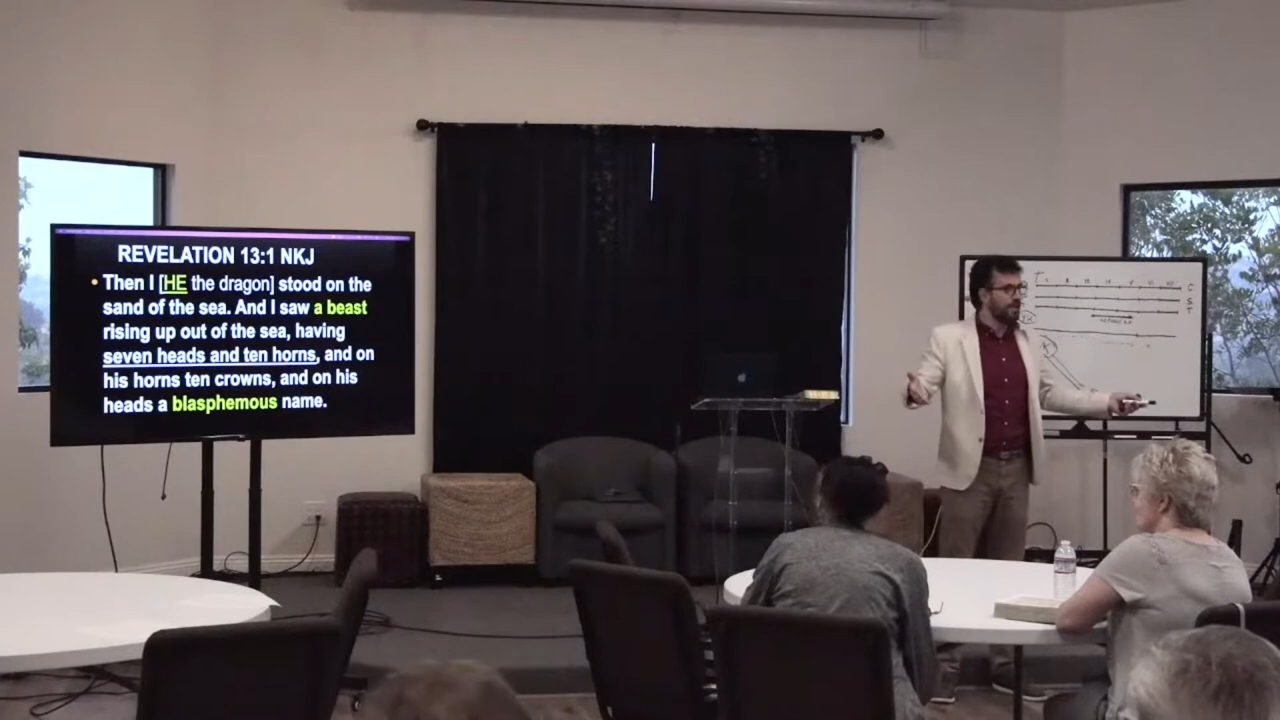 REVELATION 13:1 NKJ
• Then I [HE the dragon] stood on the
sand of the sea. And I saw a beast
rising up out of the sea, having
seven heads and ten horns, and on
his horns ten crowns, and on his
heads a blasphemous name.